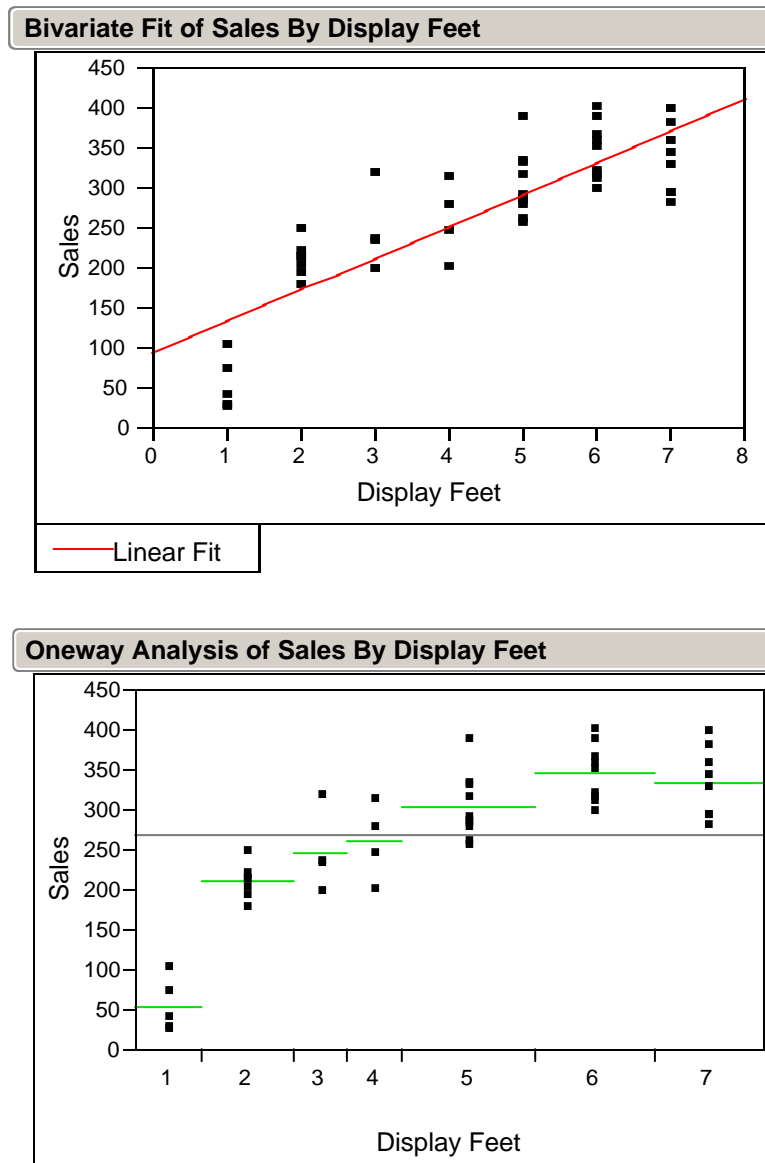 Bivariate Fit of Sales By Display Feet
450
400
350
300
250
200
150
100
50
0
Sales
0 1 2 3 4 5 6 7 8
Display Feet
Linear Fit
Oneway Analysis of Sales By Display Feet
450
400
350
300
250
200
150
100
50
0
Sales
1 2 3 4 5 6 7
Display Feet